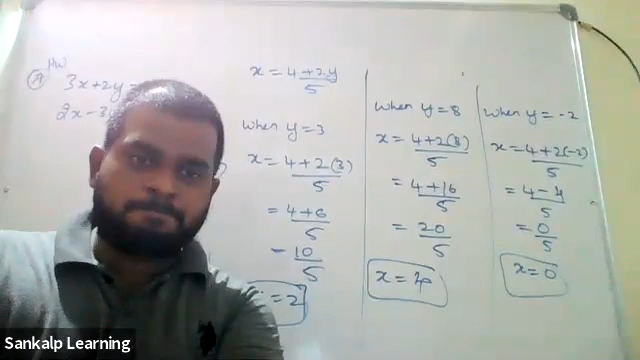 HW
A 3x+2y=
2x-3
x = 4+2y/5
when y=3
x = 4+2(3)/5
= 4+6/5
= 10/5
=2
when y=8
x = 4+2(8)/5
= 4+16/5
= 20/5
x = 4
when y=-2
x = 4+2(-2)/5
= 4-4/5
= 0/5
x=0
Sankalp Learning